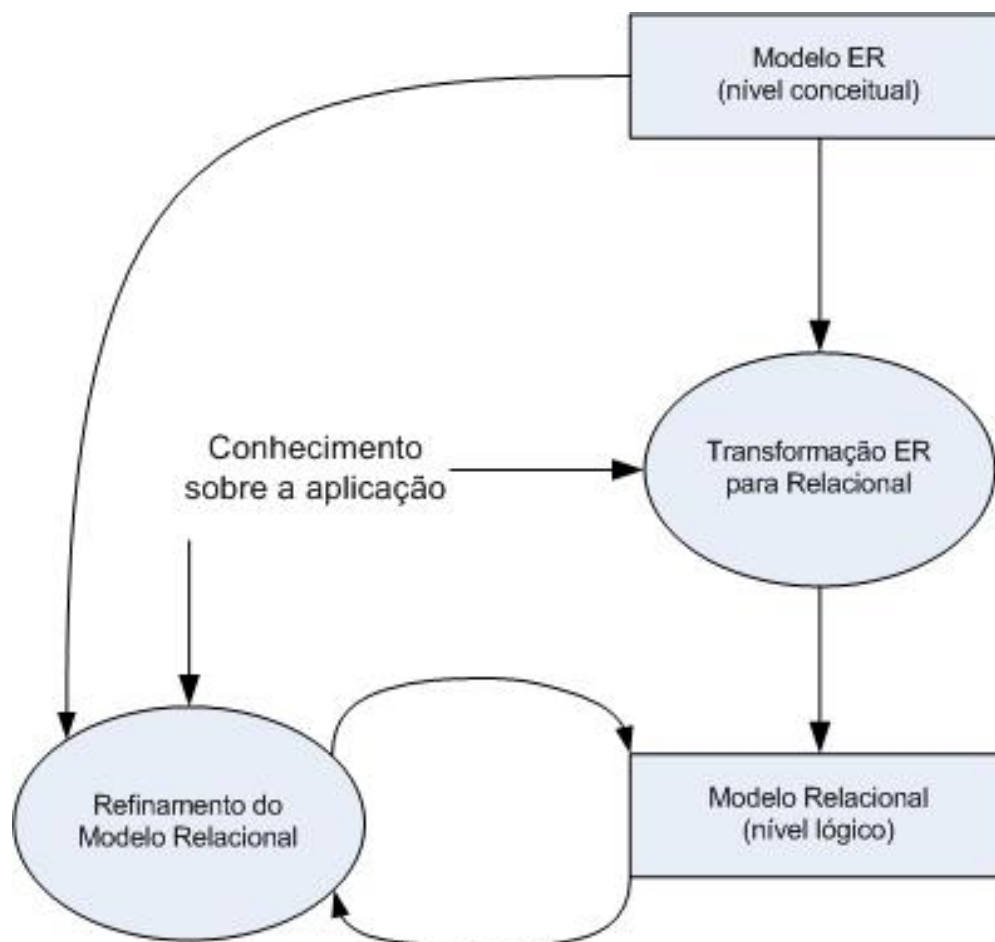 Modelo ER
(nível conceitual)
Conhecimento
sobre a aplicação
Transformação ER
para Relacional
Refinamento do
Modelo Relacional
Modelo Relacional
(nível lógico)